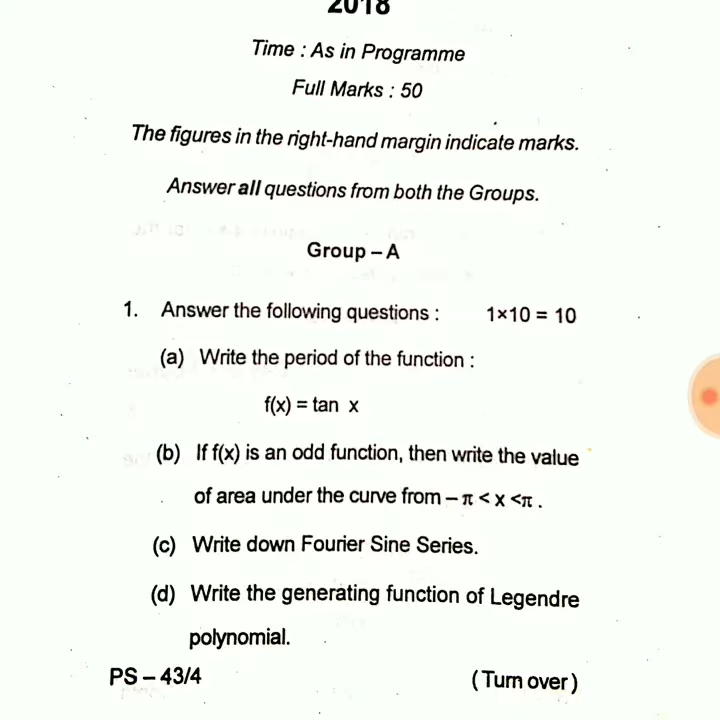 2018
Time : As in Programme
Full Marks : 50
The figures in the right-hand margin indicate marks.
Answer all questions from both the Groups.
Group – A
1. Answer the following questions : 1×10 = 10
(a) Write the period of the function :
f(x) = tan x
(b) If f(x) is an odd function, then write the value
of area under the curve from – π < x <π .
(c) Write down Fourier Sine Series.
(d) Write the generating function of Legendre
polynomial.
PS – 43/4 (Turn over)